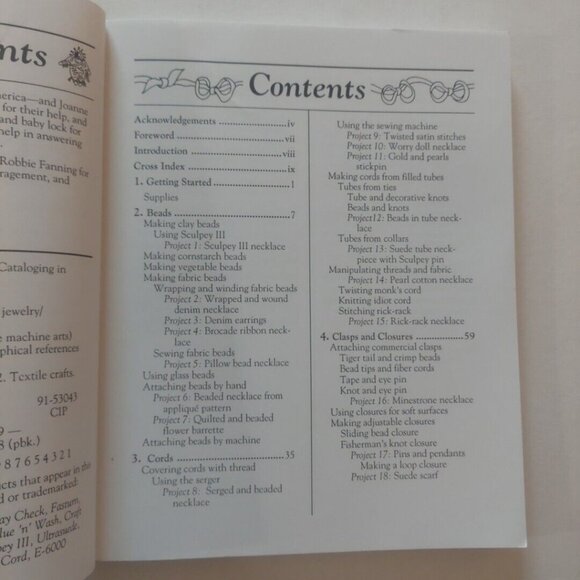 nts
merica—and Joanne
for their help, and
and baby lock for
help in answering
Robbie Fanning for
ragement, and
Cataloging in
jewelry/
e machine arts)
phical references
2. Textile crafts.
91-53043
CIP
9 —
8 (pbk.)
9 8 7 6 5 4 3 2 1
cts that appear in this
d or trademarked:
ay Check, Fasturn,
lue 'n' Wash, Craft
pey III, Ultrasuede,
Cord, E-6000
Contents
Acknowledgements .................... iv
Foreword .................... vii
Introduction .................... viii
Cross Index .................... ix
1. Getting Started .................... 1
Supplies
2. Beads .................... 7
Making clay beads
Using Sculpey III
Project 1: Sculpey III necklace
Making cornstarch beads
Making vegetable beads
Making fabric beads
Wrapping and winding fabric beads
Project 2: Wrapped and wound
denim necklace
Project 3: Denim earrings
Project 4: Brocade ribbon neck-
lace
Sewing fabric beads
Project 5: Pillow bead necklace
Using glass beads
Attaching beads by hand
Project 6: Beaded necklace from
appliqué pattern
Project 7: Quilted and beaded
flower barrette
Attaching beads by machine
3. Cords .................... 35
Covering cords with thread
Using the serger
Project 8: Serged and beaded
necklace
Using the sewing machine
Project 9: Twisted satin stitches
Project 10: Worry doll necklace
Project 11: Gold and pearls
stickpin
Making cords from filled tubes
Tubes from ties
Tube and decorative knots
Beads and knots
Project12: Beads in tube neck-
lace
Tubes from collars
Project 13: Suede tube neck-
piece with Sculpey pin
Manipulating threads and fabric
Project 14: Pearl cotton necklace
Twisting monk's cord
Knitting idiot cord
Stitching rick-rack
Project 15: Rick-rack necklace
4. Clasps and Closures .................... 59
Attaching commercial clasps
Tiger tail and crimp beads
Bead tips and fiber cords
Tape and eye pin
Knot and eye pin
Project 16: Minestrone necklace
Using closures for soft surfaces
Making adjustable closures
Sliding bead closure
Fisherman's knot closure
Project 17: Pins and pendants
Making a loop closure
Project 18: Suede scarf